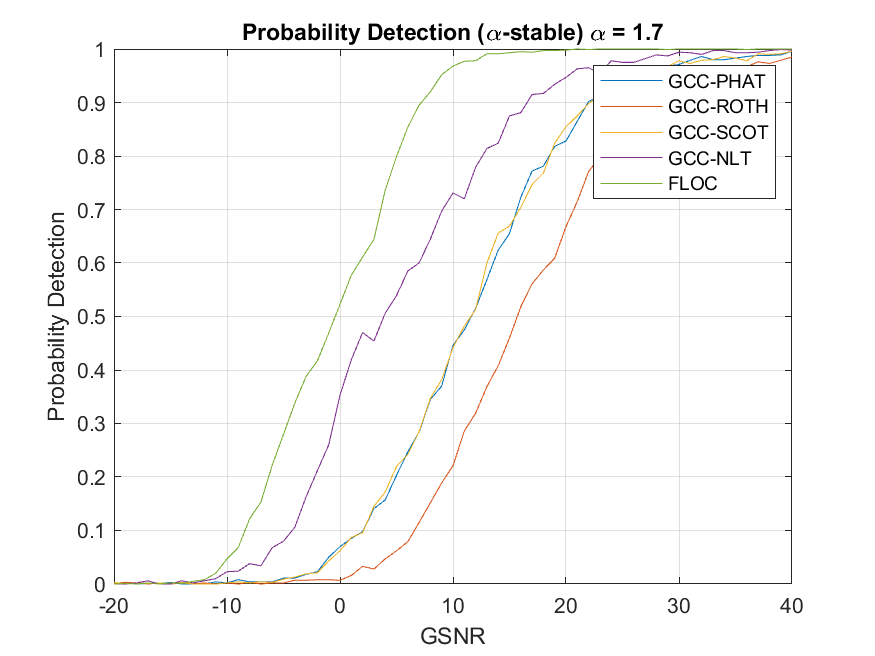 Probability Detection (α-stable) α = 1.7
1
0.9
0.8
0.7
0.6
0.5
0.4
0.3
0.2
0.1
0
Probability Detection
GCC-PHAT
GCC-ROTH
GCC-SCOT
GCC-NLT
FLOC
-20 -10 0 10 20 30 40
GSNR